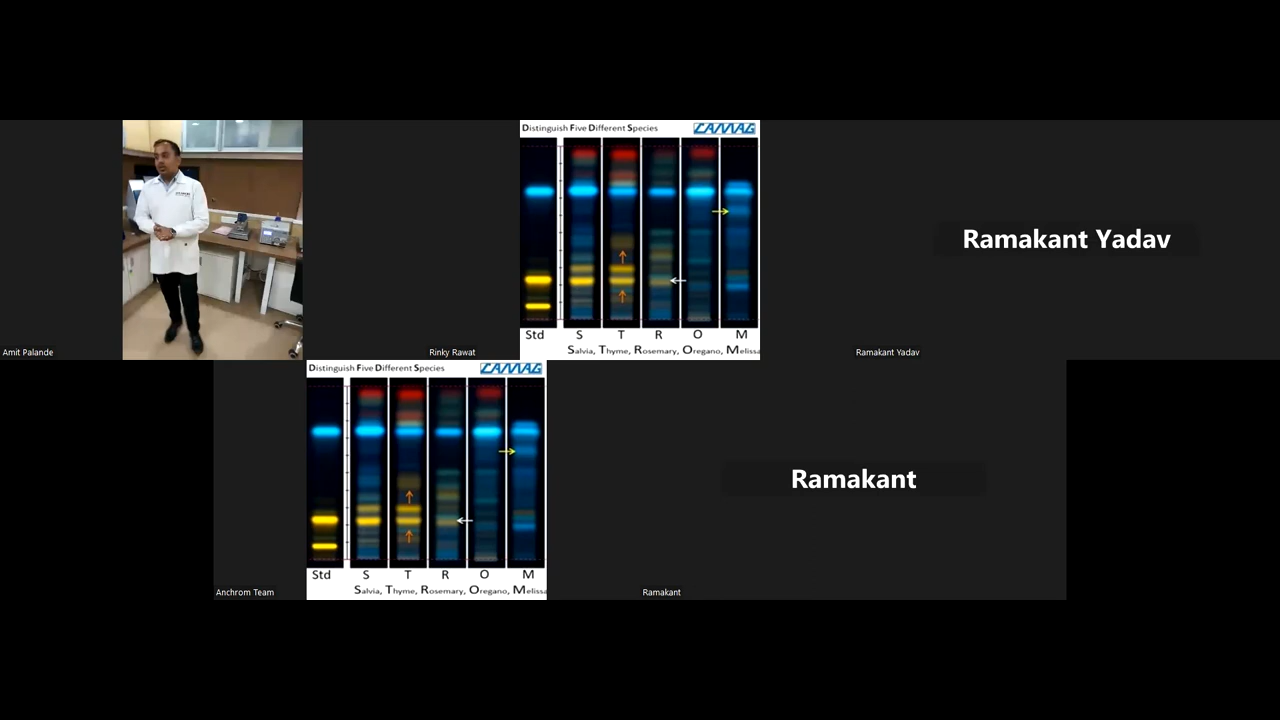 Distinguish Five Different Species CAMAG
Ramakant Yadav
Std S T R O M
Salvia, Thyme, Rosemary, Oregano, Melissa
Amit Palande
Rinky Rawat
Ramakant Yadav
Distinguish Five Different Species CAMAG
Ramakant
Std S T R O M
Salvia, Thyme, Rosemary, Oregano, Melissa
Anchrom Team
Ramakant